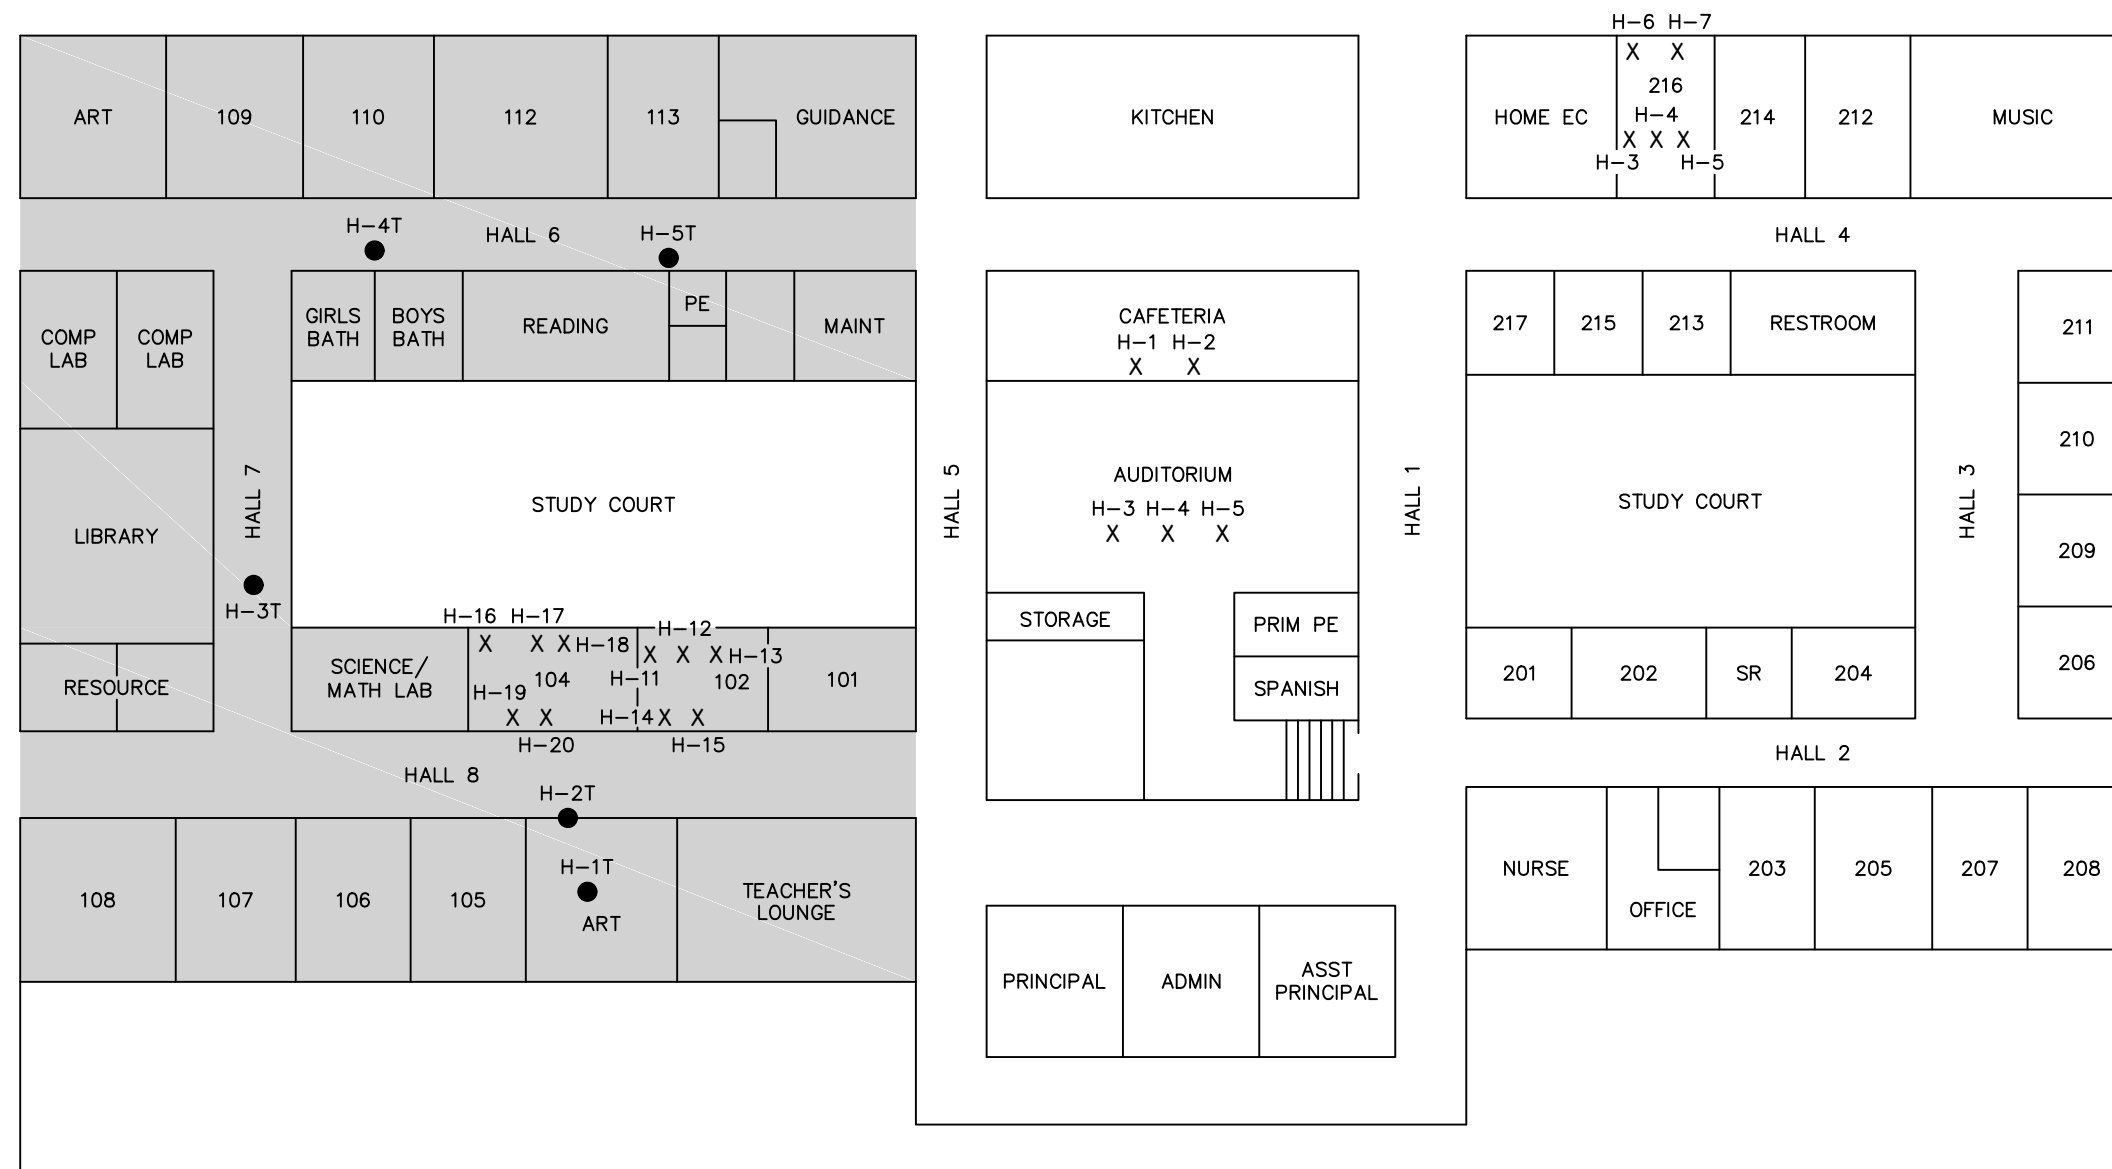 H-6 H-7
ART
109
110
112
113
GUIDANCE
KITCHEN
HOME EC
X X
216
H-4
X X X
H-3
H-5
214
212
MUSIC
H-4T
HALL 6
H-5T
HALL 4
COMP
LAB
COMP
LAB
GIRLS
BATH
BOYS
BATH
READING
PE
MAINT
CAFETERIA
H-1 H-2
X X
217
215
213
RESTROOM
211
LIBRARY
HALL 7
H-3T
STUDY COURT
HALL 5
AUDITORIUM
H-3 H-4 H-5
X X X
HALL 1
STUDY COURT
HALL 3
210
209
206
RESOURCE
SCIENCE/
MATH LAB
H-16 H-17
X X X H-18
H-19
104
X X
H-20
H-12
X X X H-13
H-11
102
H-14 X X
H-15
101
STORAGE
PRIM PE
SPANISH
201
202
SR
204
HALL 8
HALL 2
H-2T
H-1T
ART
108
107
106
105
TEACHER'S
LOUNGE
NURSE
OFFICE
203
205
207
208
PRINCIPAL
ADMIN
ASST
PRINCIPAL